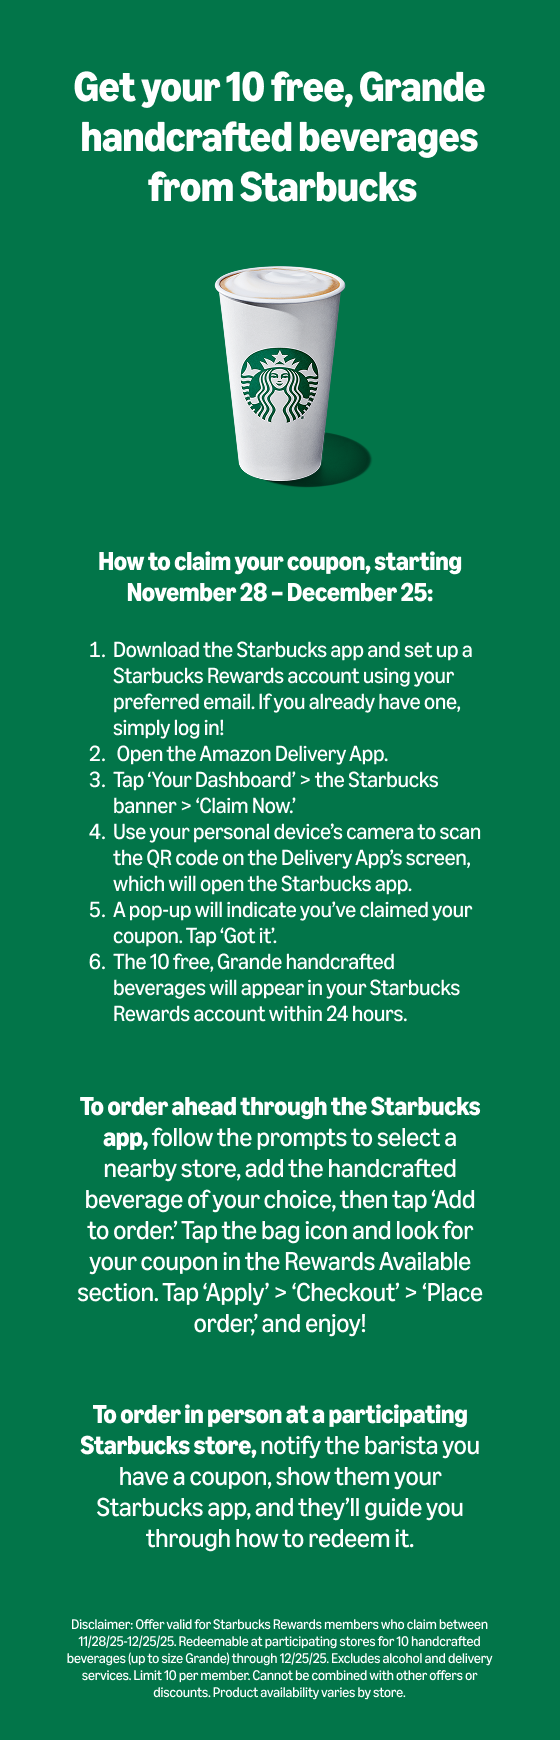 Get your 10 free, Grande
handcrafted beverages
from Starbucks
How to claim your coupon, starting
November 28 – December 25:
1. Download the Starbucks app and set up a
Starbucks Rewards account using your
preferred email. If you already have one,
simply log in!
2. Open the Amazon Delivery App.
3. Tap ‘Your Dashboard’ > the Starbucks
banner > ‘Claim Now.’
4. Use your personal device’s camera to scan
the QR code on the Delivery App’s screen,
which will open the Starbucks app.
5. A pop-up will indicate you’ve claimed your
coupon. Tap ‘Got it’.
6. The 10 free, Grande handcrafted
beverages will appear in your Starbucks
Rewards account within 24 hours.
To order ahead through the Starbucks
app, follow the prompts to select a
nearby store, add the handcrafted
beverage of your choice, then tap ‘Add
to order.’ Tap the bag icon and look for
your coupon in the Rewards Available
section. Tap ‘Apply’ > ‘Checkout’ > ‘Place
order,’ and enjoy!
To order in person at a participating
Starbucks store, notify the barista you
have a coupon, show them your
Starbucks app, and they’ll guide you
through how to redeem it.
Disclaimer: Offer valid for Starbucks Rewards members who claim between
11/28/25-12/25/25. Redeemable at participating stores for 10 handcrafted
beverages (up to size Grande) through 12/25/25. Excludes alcohol and delivery
services. Limit 10 per member. Cannot be combined with other offers or
discounts. Product availability varies by store.